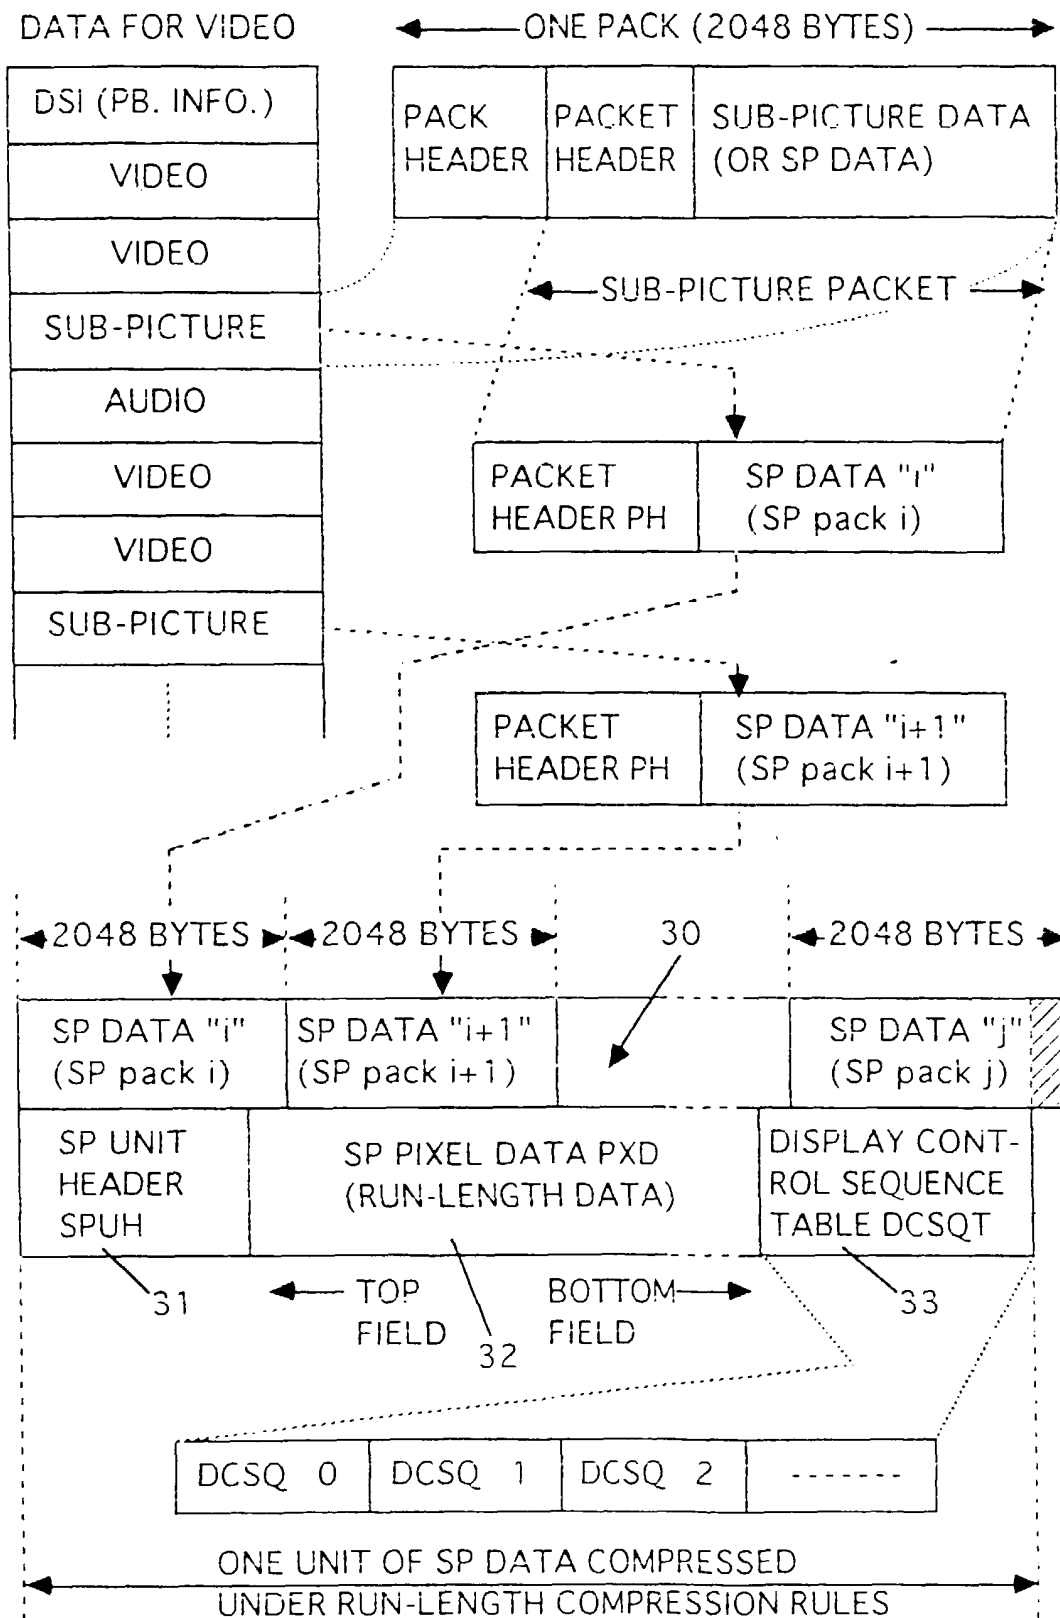 DATA FOR VIDEO
ONE PACK (2048 BYTES)
DSI (PB. INFO.)
VIDEO
VIDEO
SUB-PICTURE
AUDIO
VIDEO
VIDEO
SUB-PICTURE
PACK
HEADER
PACKET
HEADER
SUB-PICTURE DATA
(OR SP DATA)
SUB-PICTURE PACKET
PACKET
HEADER PH
SP DATA "i"
(SP pack i)
PACKET
HEADER PH
SP DATA "i+1"
(SP pack i+1)
2048 BYTES
2048 BYTES
30
2048 BYTES
SP DATA "i"
(SP pack i)
SP DATA "i+1"
(SP pack i+1)
SP DATA "j"
(SP pack j)
SP UNIT
HEADER
SPUH
SP PIXEL DATA PXD
(RUN-LENGTH DATA)
DISPLAY CONT-
ROL SEQUENCE
TABLE DCSQT
31
TOP
FIELD
32
BOTTOM
FIELD
33
DCSQ 0
DCSQ 1
DCSQ 2
-------
ONE UNIT OF SP DATA COMPRESSED
UNDER RUN-LENGTH COMPRESSION RULES